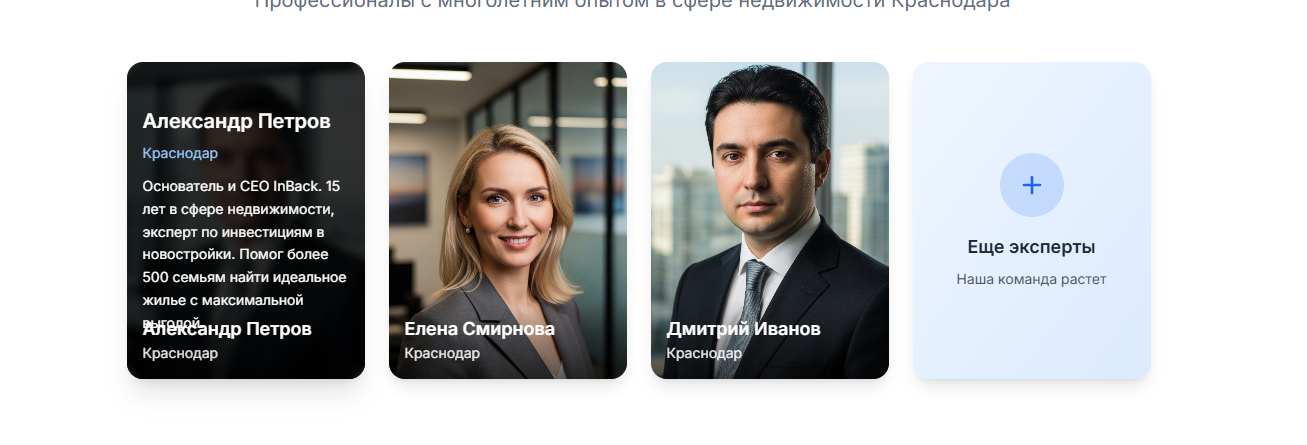 Профессионалы с многолетним опытом в сфере недвижимости Краснодара
Александр Петров
Краснодар
Основатель и CEO InBack. 15
лет в сфере недвижимости,
эксперт по инвестициям в
новостройки. Помог более
500 семьям найти идеальное
жилье с максимальной
выгодой.
Александр Петров
Краснодар
Елена Смирнова
Краснодар
Дмитрий Иванов
Краснодар
Еще эксперты
Наша команда растет